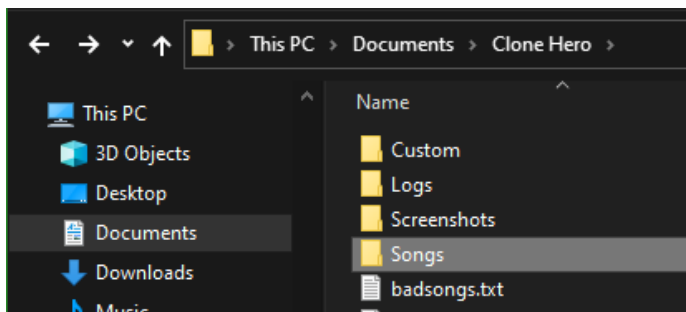 This PC > Documents > Clone Hero >
This PC
3D Objects
Desktop
Documents
Downloads
Music
Name
Custom
Logs
Screenshots
Songs
badsongs.txt